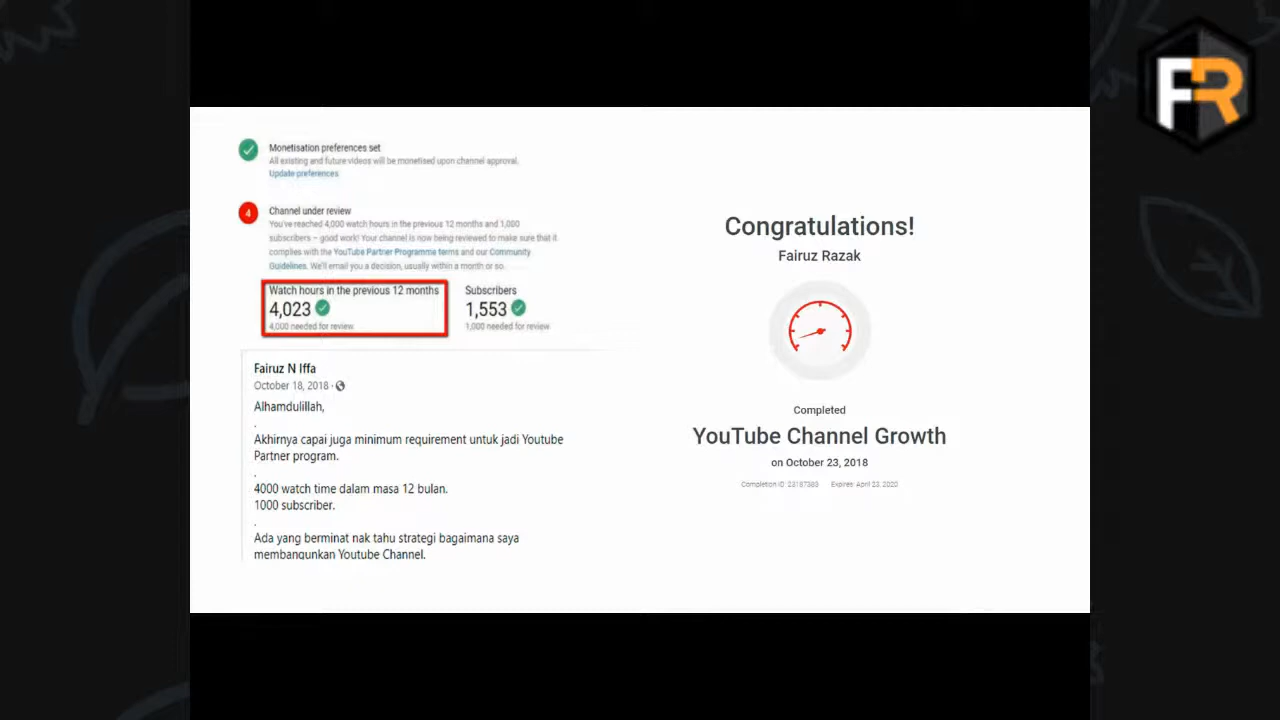 FR
Monetisation preferences set
All existing and future videos will be monetised upon channel approval.
Update preferences
4
Channel under review
You've reached 4,000 watch hours in the previous 12 months and 1,000
subscribers – good work! Your channel is now being reviewed to make sure that it
complies with the YouTube Partner Programme terms and our Community
Guidelines. We'll email you a decision, usually within a month or so.
Watch hours in the previous 12 months
4,023
4,000 needed for review
Subscribers
1,553
1,000 needed for review
Fairuz N Iffa
October 18, 2018 ·
Alhamdulillah,
.
Akhirnya capai juga minimum requirement untuk jadi Youtube
Partner program.
.
4000 watch time dalam masa 12 bulan.
1000 subscriber.
.
Ada yang berminat nak tahu strategi bagaimana saya
membangunkan Youtube Channel.
Congratulations!
Fairuz Razak
Completed
YouTube Channel Growth
on October 23, 2018
Completion ID: 23187383 Expires: April 23, 2020